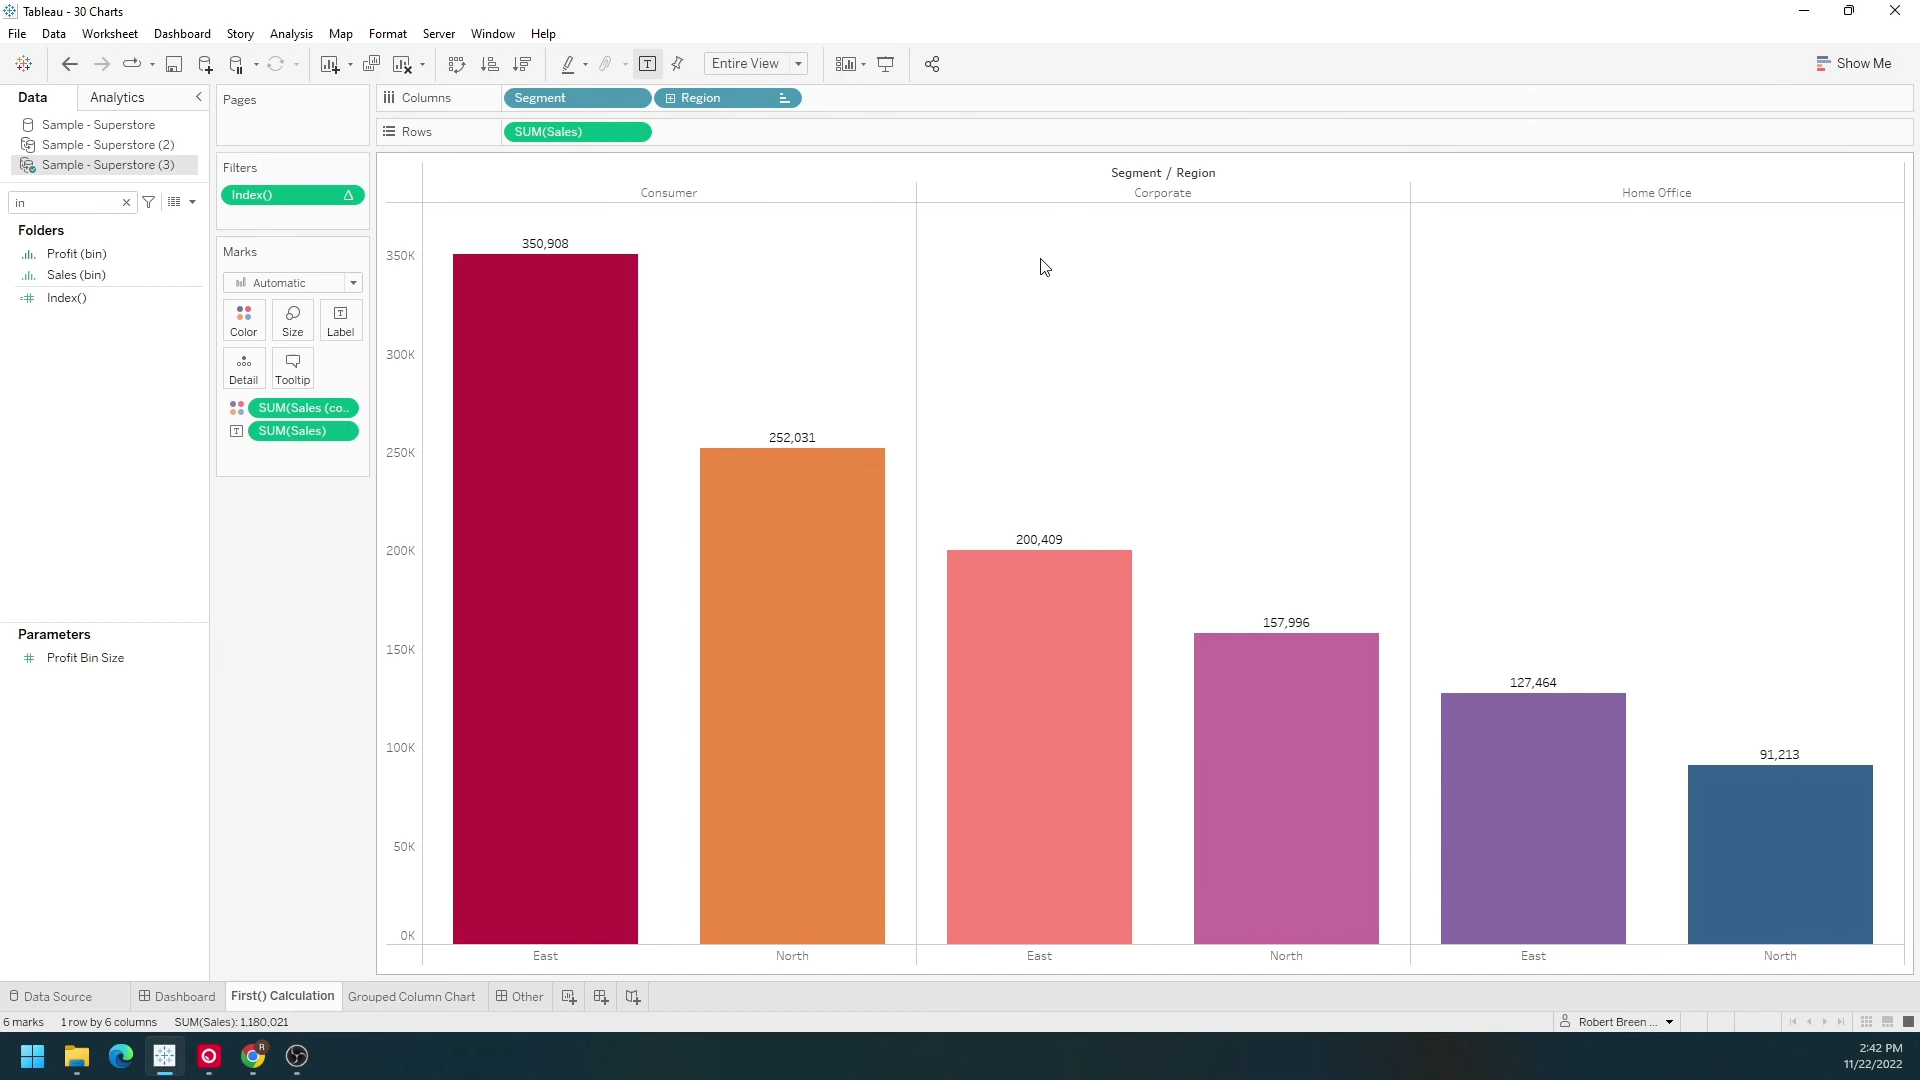 Tableau - 30 Charts
File Data Worksheet Dashboard Story Analysis Map Format Server Window Help
Entire View
Show Me
Data Analytics
Pages
Columns Segment Region
Rows SUM(Sales)
Sample - Superstore
Sample - Superstore (2)
Sample - Superstore (3)
in
Folders
Profit (bin)
Sales (bin)
Index()
Parameters
Profit Bin Size
Filters
Index()
Marks
Automatic
Color Size Label
Detail Tooltip
SUM(Sales (co..
SUM(Sales)
Segment / Region
Consumer Corporate Home Office
350K
300K
250K
200K
150K
100K
50K
0K
350,908
252,031
200,409
157,996
127,464
91,213
East North East North East North
Data Source Dashboard First() Calculation Grouped Column Chart Other
6 marks 1 row by 6 columns SUM(Sales): 1,180,021
Robert Breen ...
R
2:42 PM
11/22/2022